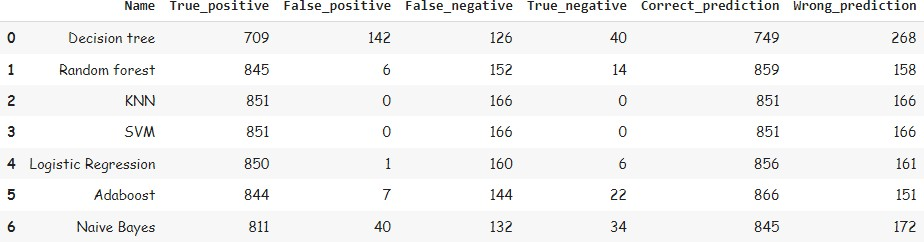 Name True_positive False_positive False_negative True_negative Correct_prediction Wrong_prediction
0 Decision tree 709 142 126 40 749 268
1 Random forest 845 6 152 14 859 158
2 KNN 851 0 166 0 851 166
3 SVM 851 0 166 0 851 166
4 Logistic Regression 850 1 160 6 856 161
5 Adaboost 844 7 144 22 866 151
6 Naive Bayes 811 40 132 34 845 172